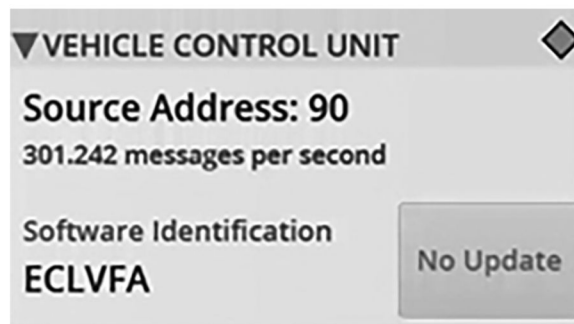 VEHICLE CONTROL UNIT
Source Address: 90
301.242 messages per second
Software Identification
ECLVFA
No Update